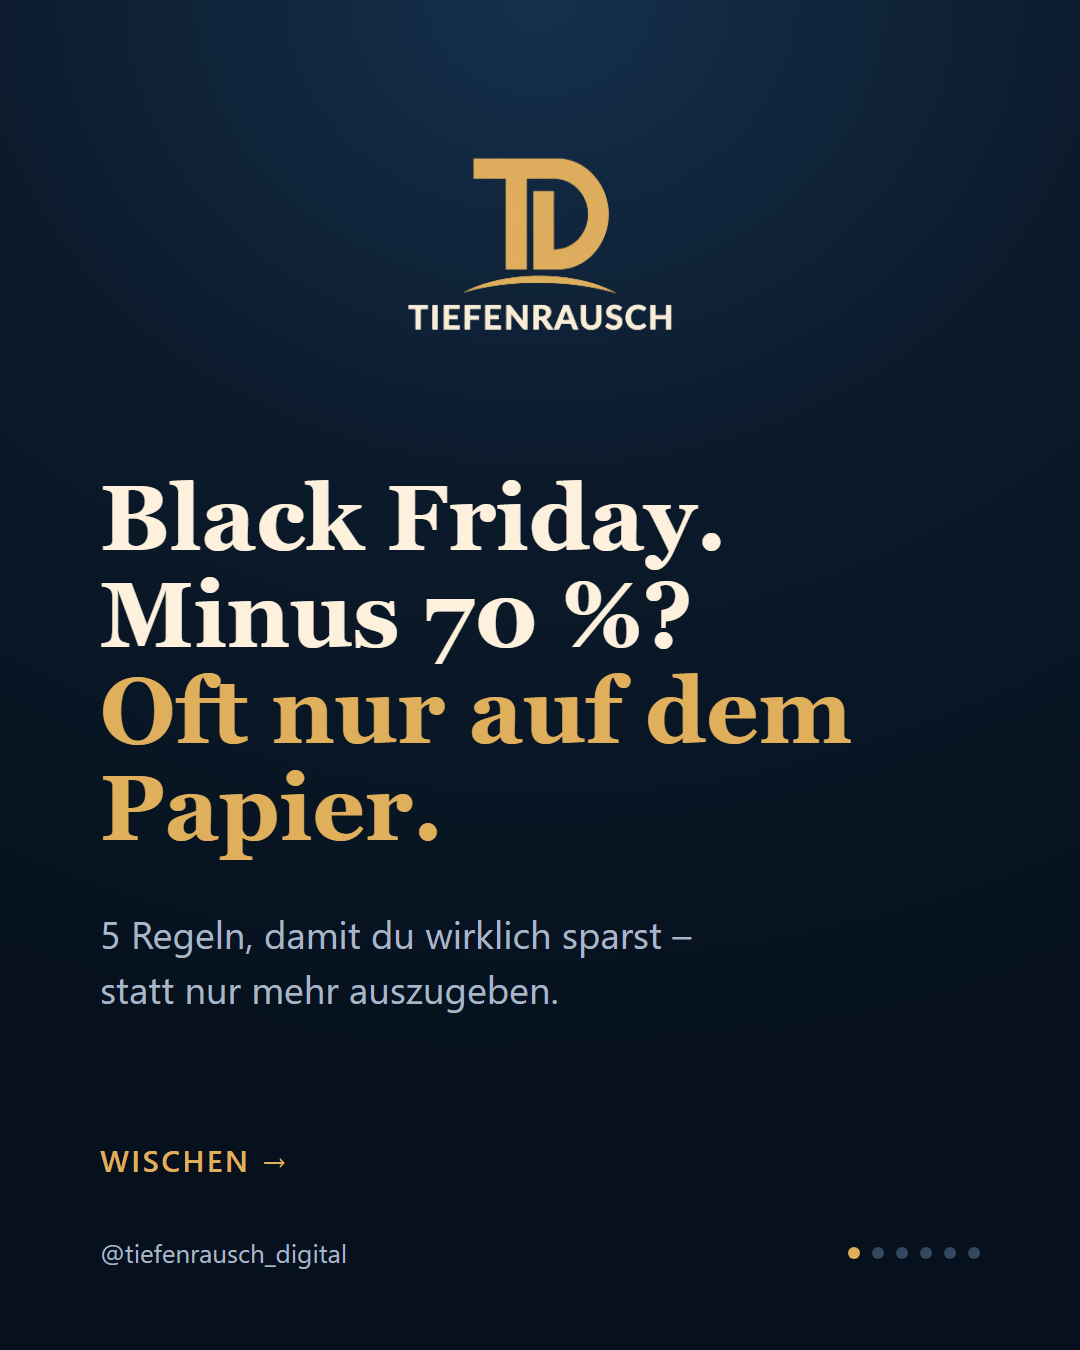 TD
TIEFENRAUSCH
Black Friday.
Minus 70 %?
Oft nur auf dem
Papier.
5 Regeln, damit du wirklich sparst –
statt nur mehr auszugeben.
WISCHEN →
@tiefenrausch_digital